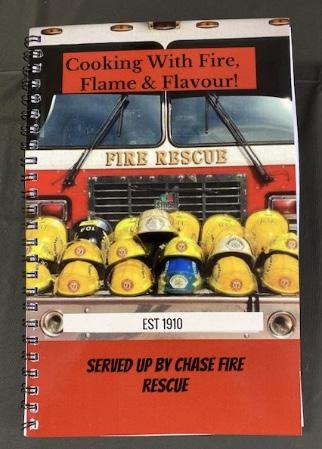 Cooking With Fire,
Flame & Flavour!
FIRE RESCUE
EST 1910
SERVED UP BY CHASE FIRE
RESCUE